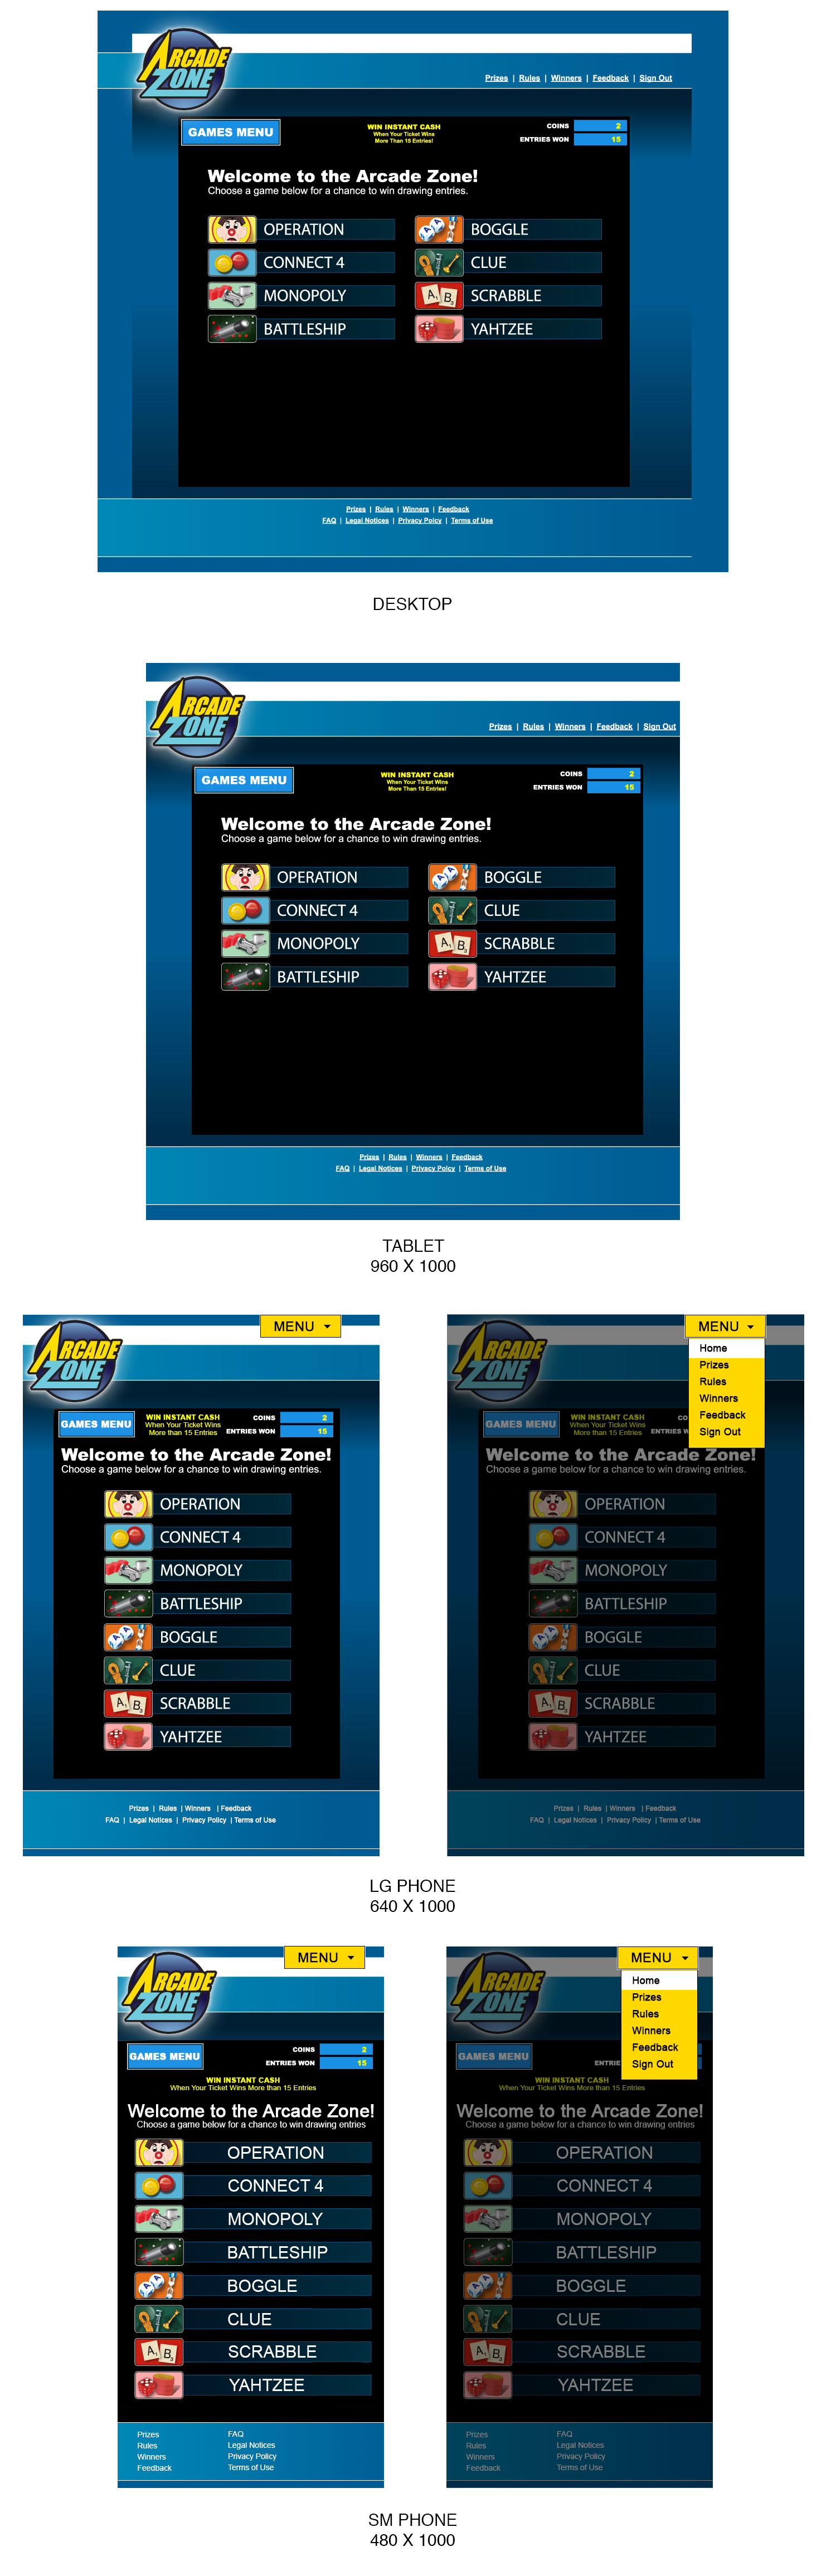 ARCADE
ZONE
Prizes | Rules | Winners | Feedback | Sign Out
GAMES MENU
WIN INSTANT CASH
When Your Ticket Wins
More Than 15 Entries!
COINS 2
ENTRIES WON 15
Welcome to the Arcade Zone!
Choose a game below for a chance to win drawing entries.
OPERATION BOGGLE
CONNECT 4 CLUE
MONOPOLY SCRABBLE
BATTLESHIP YAHTZEE
Prizes | Rules | Winners | Feedback
FAQ | Legal Notices | Privacy Polcy | Terms of Use
DESKTOP
ARCADE
ZONE
Prizes | Rules | Winners | Feedback | Sign Out
GAMES MENU
WIN INSTANT CASH
When Your Ticket Wins
More Than 15 Entries!
COINS 2
ENTRIES WON 15
Welcome to the Arcade Zone!
Choose a game below for a chance to win drawing entries.
OPERATION BOGGLE
CONNECT 4 CLUE
MONOPOLY SCRABBLE
BATTLESHIP YAHTZEE
Prizes | Rules | Winners | Feedback
FAQ | Legal Notices | Privacy Polcy | Terms of Use
TABLET
960 X 1000
MENU
ARCADE
ZONE
GAMES MENU
WIN INSTANT CASH
When Your Ticket Wins
More than 15 Entries
COINS 2
ENTRIES WON 15
Welcome to the Arcade Zone!
Choose a game below for a chance to win drawing entries.
OPERATION
CONNECT 4
MONOPOLY
BATTLESHIP
BOGGLE
CLUE
SCRABBLE
YAHTZEE
Prizes | Rules | Winners | Feedback
FAQ | Legal Notices | Privacy Policy | Terms of Use
MENU
Home
Prizes
Rules
Winners
Feedback
Sign Out
ARCADE
ZONE
GAMES MENU
WIN INSTANT CASH
When Your Ticket Wins
More than 15 Entries
CO
ENTRIES W
Welcome to the Arcade Zone!
Choose a game below for a chance to win drawing entries.
OPERATION
CONNECT 4
MONOPOLY
BATTLESHIP
BOGGLE
CLUE
SCRABBLE
YAHTZEE
Prizes | Rules | Winners | Feedback
FAQ | Legal Notices | Privacy Policy | Terms of Use
LG PHONE
640 X 1000
MENU
ARCADE
ZONE
GAMES MENU
COINS 2
ENTRIES WON 15
WIN INSTANT CASH
When Your Ticket Wins More than 15 Entries
Welcome to the Arcade Zone!
Choose a game below for a chance to win drawing entries
OPERATION
CONNECT 4
MONOPOLY
BATTLESHIP
BOGGLE
CLUE
SCRABBLE
YAHTZEE
Prizes FAQ
Rules Legal Notices
Winners Privacy Policy
Feedback Terms of Use
MENU
Home
Prizes
Rules
Winners
Feedback
Sign Out
ARCADE
ZONE
GAMES MENU
ENTRIE
WIN INSTANT CASH
When Your Ticket Wins More than 15 Entries
Welcome to the Arcade Zone!
Choose a game below for a chance to win drawing entries
OPERATION
CONNECT 4
MONOPOLY
BATTLESHIP
BOGGLE
CLUE
SCRABBLE
YAHTZEE
Prizes FAQ
Rules Legal Notices
Winners Privacy Policy
Feedback Terms of Use
SM PHONE
480 X 1000